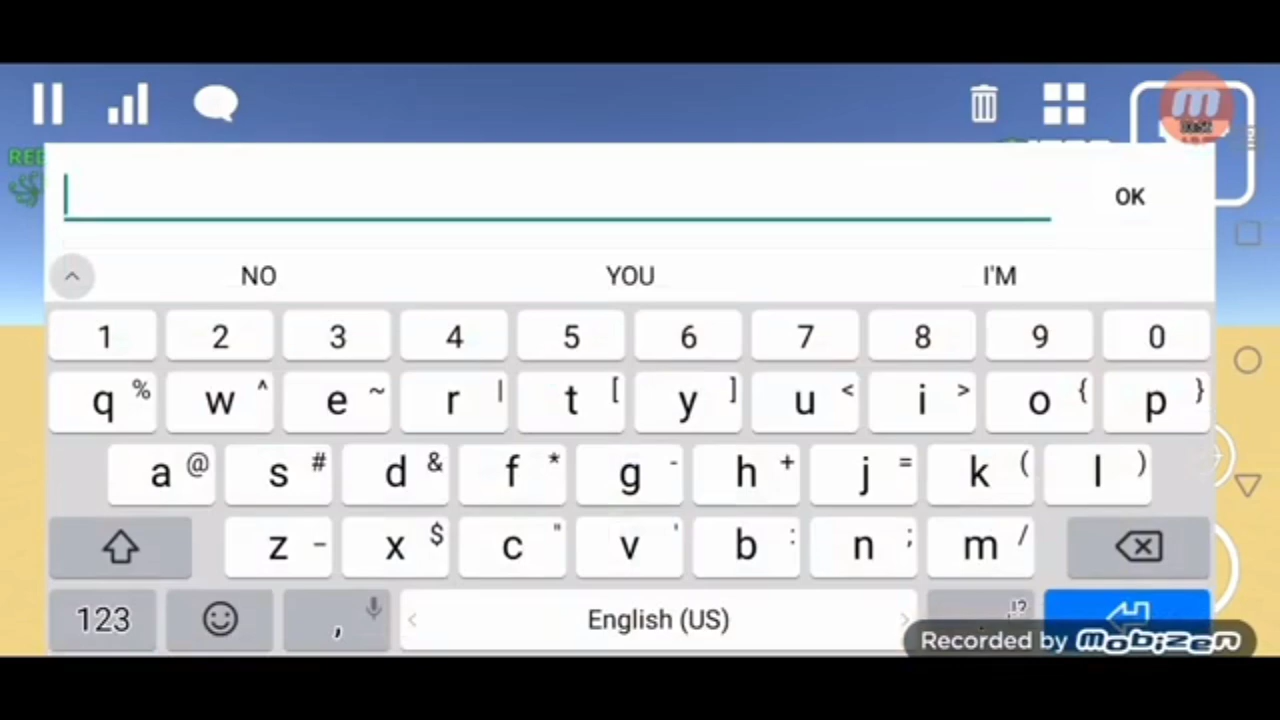 RED
OK
NO YOU I'M
1 2 3 4 5 6 7 8 9 0
q % w ^ e ~ r | t [ y ] u < i > o { p }
a @ s # d & f * g - h + j = k ( l )
z _ x $ c " v ' b : n ; m /
123 , English (US) !?
Recorded by mobizen